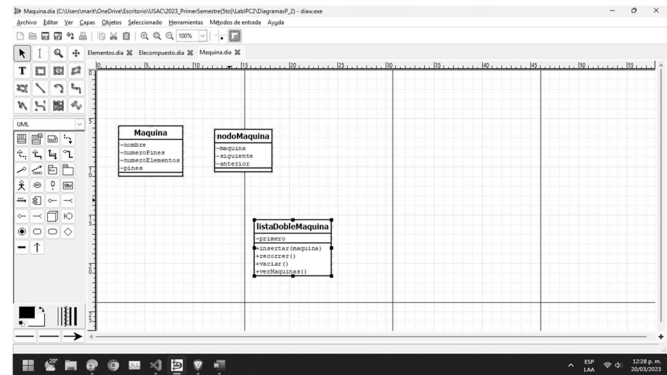 Maquina.dia (C:\Users\marit\OneDrive\Escritorio\USAC\2023_PrimerSemestre(5to)\LabIPC2\DiagramasP_2) - diaw.exe
Archivo Editar Ver Capas Objetos Seleccionado Herramientas Métodos de entrada Ayuda
100%
Elementos.dia Elecompuesto.dia Maquina.dia
UML
Maquina
-nombre
-numeroPines
-numeroElementos
-pines
nodoMaquina
-maquina
-siguiente
-anterior
listaDobleMaquina
-primero
+insertar(maquina)
+recorrer()
+vaciar()
+verMaquinas()
20°
ESP
LAA
12:28 p. m.
20/03/2023